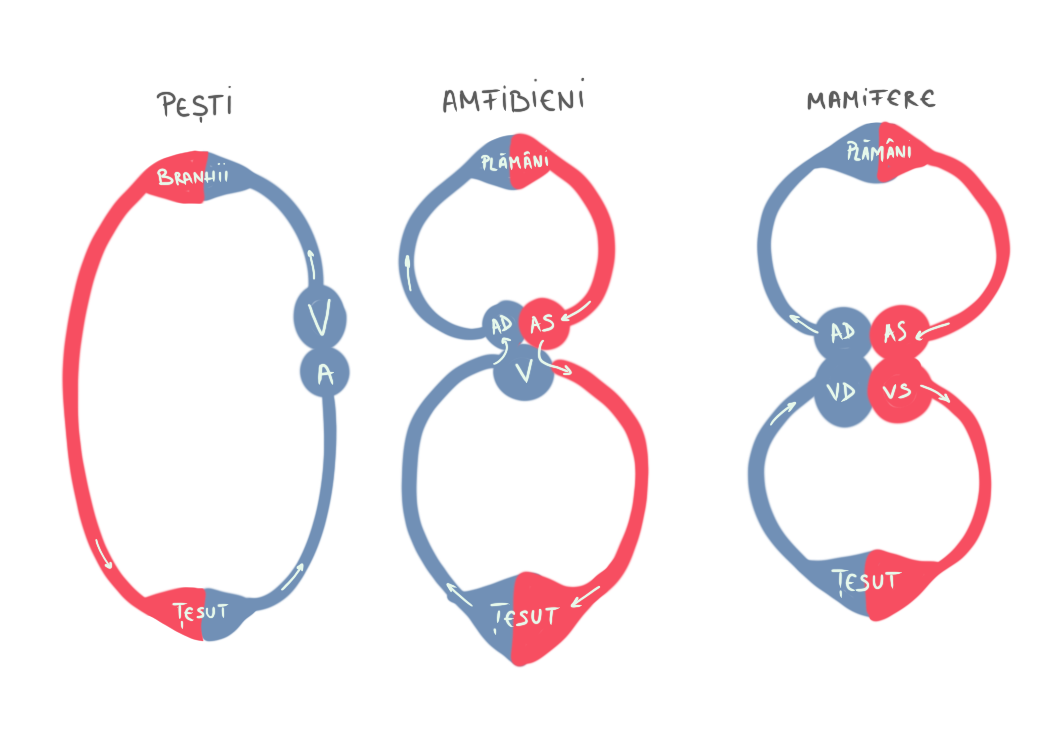 PEȘTI
BRANHII
V
A
ȚESUT
AMFIBIENI
PLĂMÂNI
AD AS
V
ȚESUT
MAMIFERE
PLĂMÂNI
AD AS
VD VS
ȚESUT